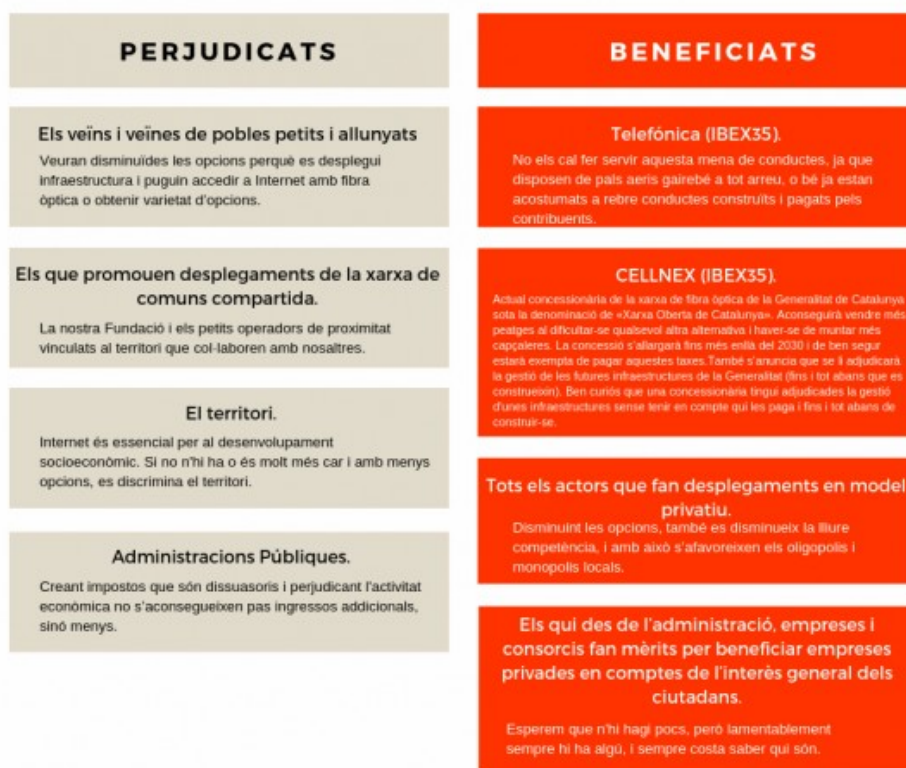 PERJUDICATS
Els veïns i veïnes de pobles petits i allunyats
Veuran disminuïdes les opcions perquè es desplegui
infraestructura i puguin accedir a Internet amb fibra
òptica o obtenir varietat d'opcions.
Els que promouen desplegaments de la xarxa de
comuns compartida.
La nostra Fundació i els petits operadors de proximitat
vinculats al territori que col·laboren amb nosaltres.
El territori.
Internet és essencial per al desenvolupament
socioeconòmic. Si no n'hi ha o és molt més car i amb menys
opcions, es discrimina el territori.
Administracions Públiques.
Creant impostos que són dissuasoris i perjudicant l'activitat
econòmica no s'aconsegueixen pas ingressos addicionals,
sinó menys.
BENEFICIATS
Telefónica (IBEX35).
No els cal fer servir aquesta mena de conductes, ja que
disposen de pals aeris gairebé a tot arreu, o bé ja estan
acostumats a rebre conductes construïts i pagats pels
contribuents.
CELLNEX (IBEX35).
Actual concessionària de la xarxa de fibra òptica de la Generalitat de Catalunya
sota la denominació de «Xarxa Oberta de Catalunya». Aconseguirà vendre més
peatges al dificultar-se qualsevol altra alternativa i haver-se de muntar més
capçaleres. La concessió s'allargarà fins més enllà del 2030 i de ben segur
estarà exempta de pagar aquestes taxes.També s'anuncia que se li adjudicarà
la gestió de les futures infraestructures de la Generalitat (fins i tot abans que es
construeixin). Ben curiós que una concessionària tingui adjudicades la gestió
d'unes infraestructures sense tenir en compte qui les paga i fins i tot abans de
construir-se.
Tots els actors que fan desplegaments en model
privatiu.
Disminuint les opcions, també es disminueix la lliure
competència, i amb això s'afavoreixen els oligopolis i
monopolis locals.
Els qui des de l'administració, empreses i
consorcis fan mèrits per beneficiar empreses
privades en comptes de l'interès general dels
ciutadans.
Esperem que n'hi hagi pocs, però lamentablement
sempre hi ha algú, i sempre costa saber qui són.